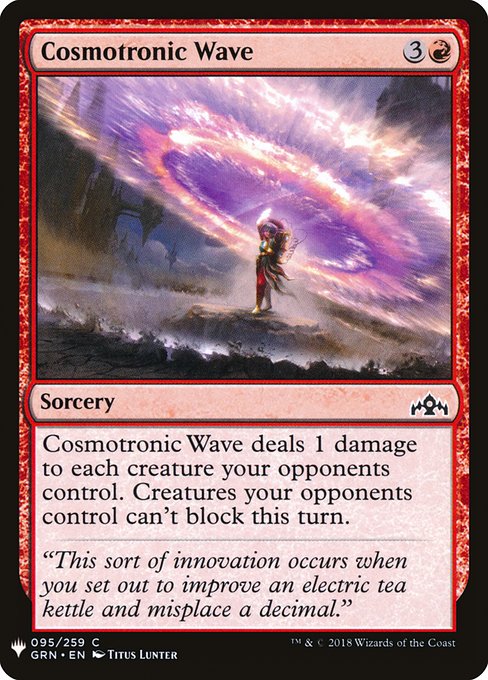 Cosmotronic Wave 3
Sorcery
Cosmotronic Wave deals 1 damage
to each creature your opponents
control. Creatures your opponents
control can't block this turn.
“This sort of innovation occurs when
you set out to improve an electric tea
kettle and misplace a decimal.”
095/259 C
GRN • EN Titus Lunter
™ & © 2018 Wizards of the Coast